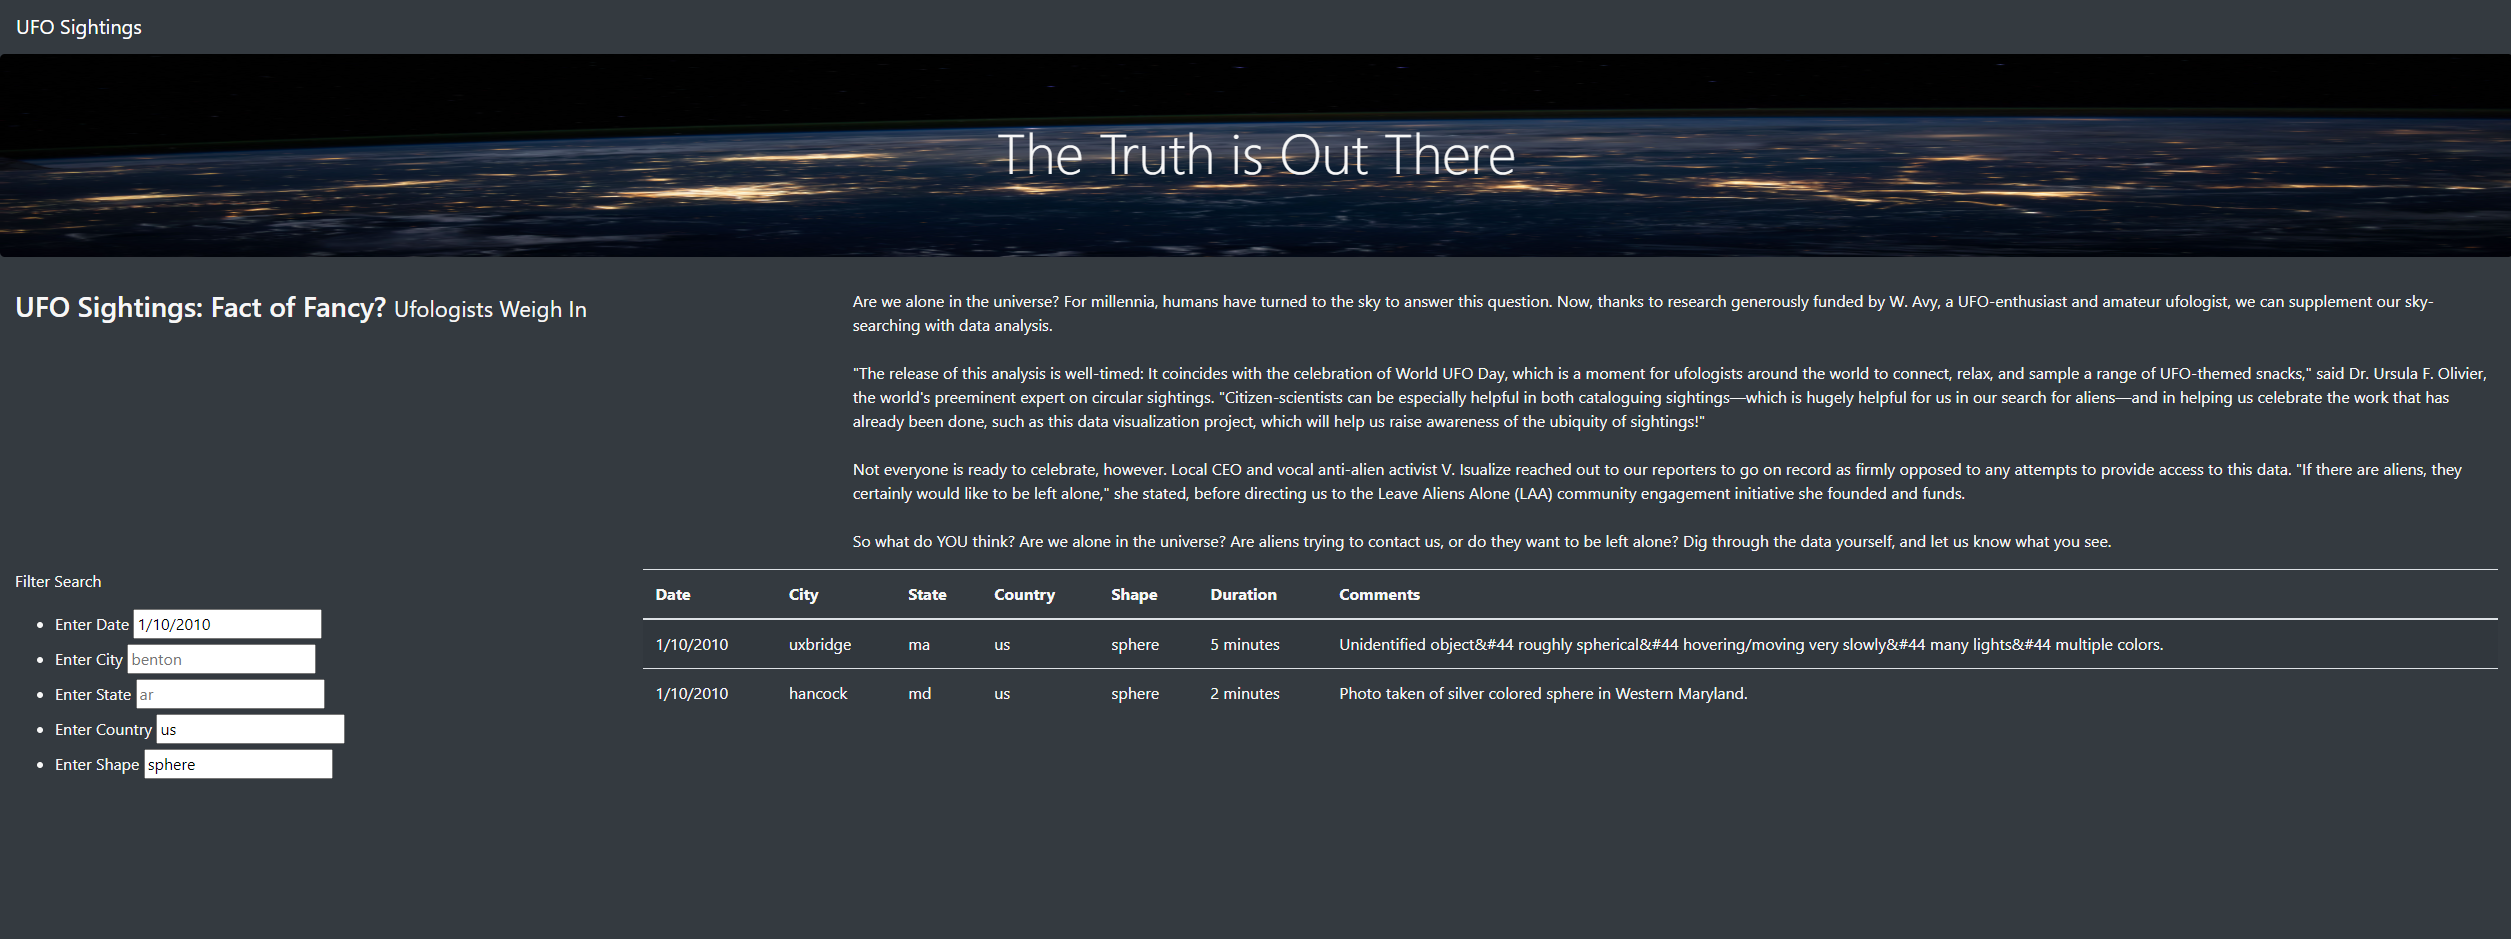 UFO Sightings
The Truth is Out There
UFO Sightings: Fact of Fancy? Ufologists Weigh In
Are we alone in the universe? For millennia, humans have turned to the sky to answer this question. Now, thanks to research generously funded by W. Avy, a UFO-enthusiast and amateur ufologist, we can supplement our sky-
searching with data analysis.
"The release of this analysis is well-timed: It coincides with the celebration of World UFO Day, which is a moment for ufologists around the world to connect, relax, and sample a range of UFO-themed snacks," said Dr. Ursula F. Olivier,
the world's preeminent expert on circular sightings. "Citizen-scientists can be especially helpful in both cataloguing sightings—which is hugely helpful for us in our search for aliens—and in helping us celebrate the work that has
already been done, such as this data visualization project, which will help us raise awareness of the ubiquity of sightings!"
Not everyone is ready to celebrate, however. Local CEO and vocal anti-alien activist V. Isualize reached out to our reporters to go on record as firmly opposed to any attempts to provide access to this data. "If there are aliens, they
certainly would like to be left alone," she stated, before directing us to the Leave Aliens Alone (LAA) community engagement initiative she founded and funds.
So what do YOU think? Are we alone in the universe? Are aliens trying to contact us, or do they want to be left alone? Dig through the data yourself, and let us know what you see.
Filter Search
Enter Date 1/10/2010
Enter City benton
Enter State ar
Enter Country us
Enter Shape sphere
Date City State Country Shape Duration Comments
1/10/2010 uxbridge ma us sphere 5 minutes Unidentified object&#44 roughly spherical&#44 hovering/moving very slowly&#44 many lights&#44 multiple colors.
1/10/2010 hancock md us sphere 2 minutes Photo taken of silver colored sphere in Western Maryland.